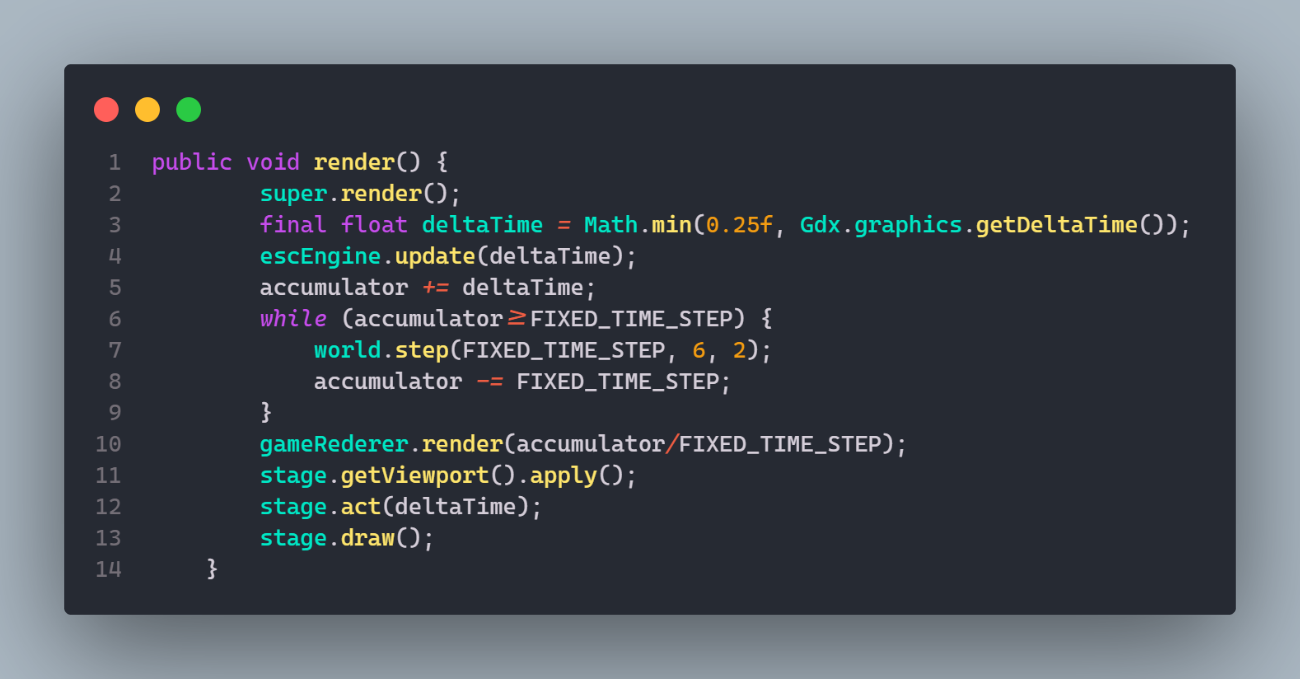 1 public void render() {
2 super.render();
3 final float deltaTime = Math.min(0.25f, Gdx.graphics.getDeltaTime());
4 escEngine.update(deltaTime);
5 accumulator += deltaTime;
6 while (accumulator≥FIXED_TIME_STEP) {
7 world.step(FIXED_TIME_STEP, 6, 2);
8 accumulator -= FIXED_TIME_STEP;
9 }
10 gameRederer.render(accumulator/FIXED_TIME_STEP);
11 stage.getViewport().apply();
12 stage.act(deltaTime);
13 stage.draw();
14 }